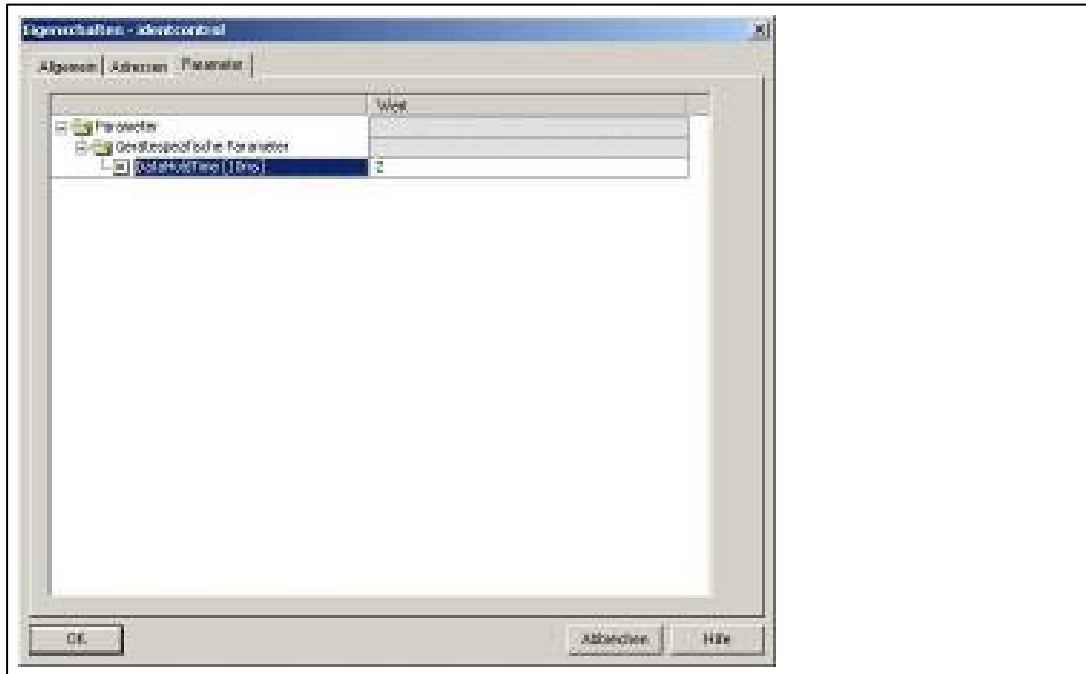 Eigenschaften - identcontrol
Allgemein Adressen Parameter
Wert
Parameter
Gerätespezifische Parameter
DataHoldTime [10ms] 2
OK Abbrechen Hilfe